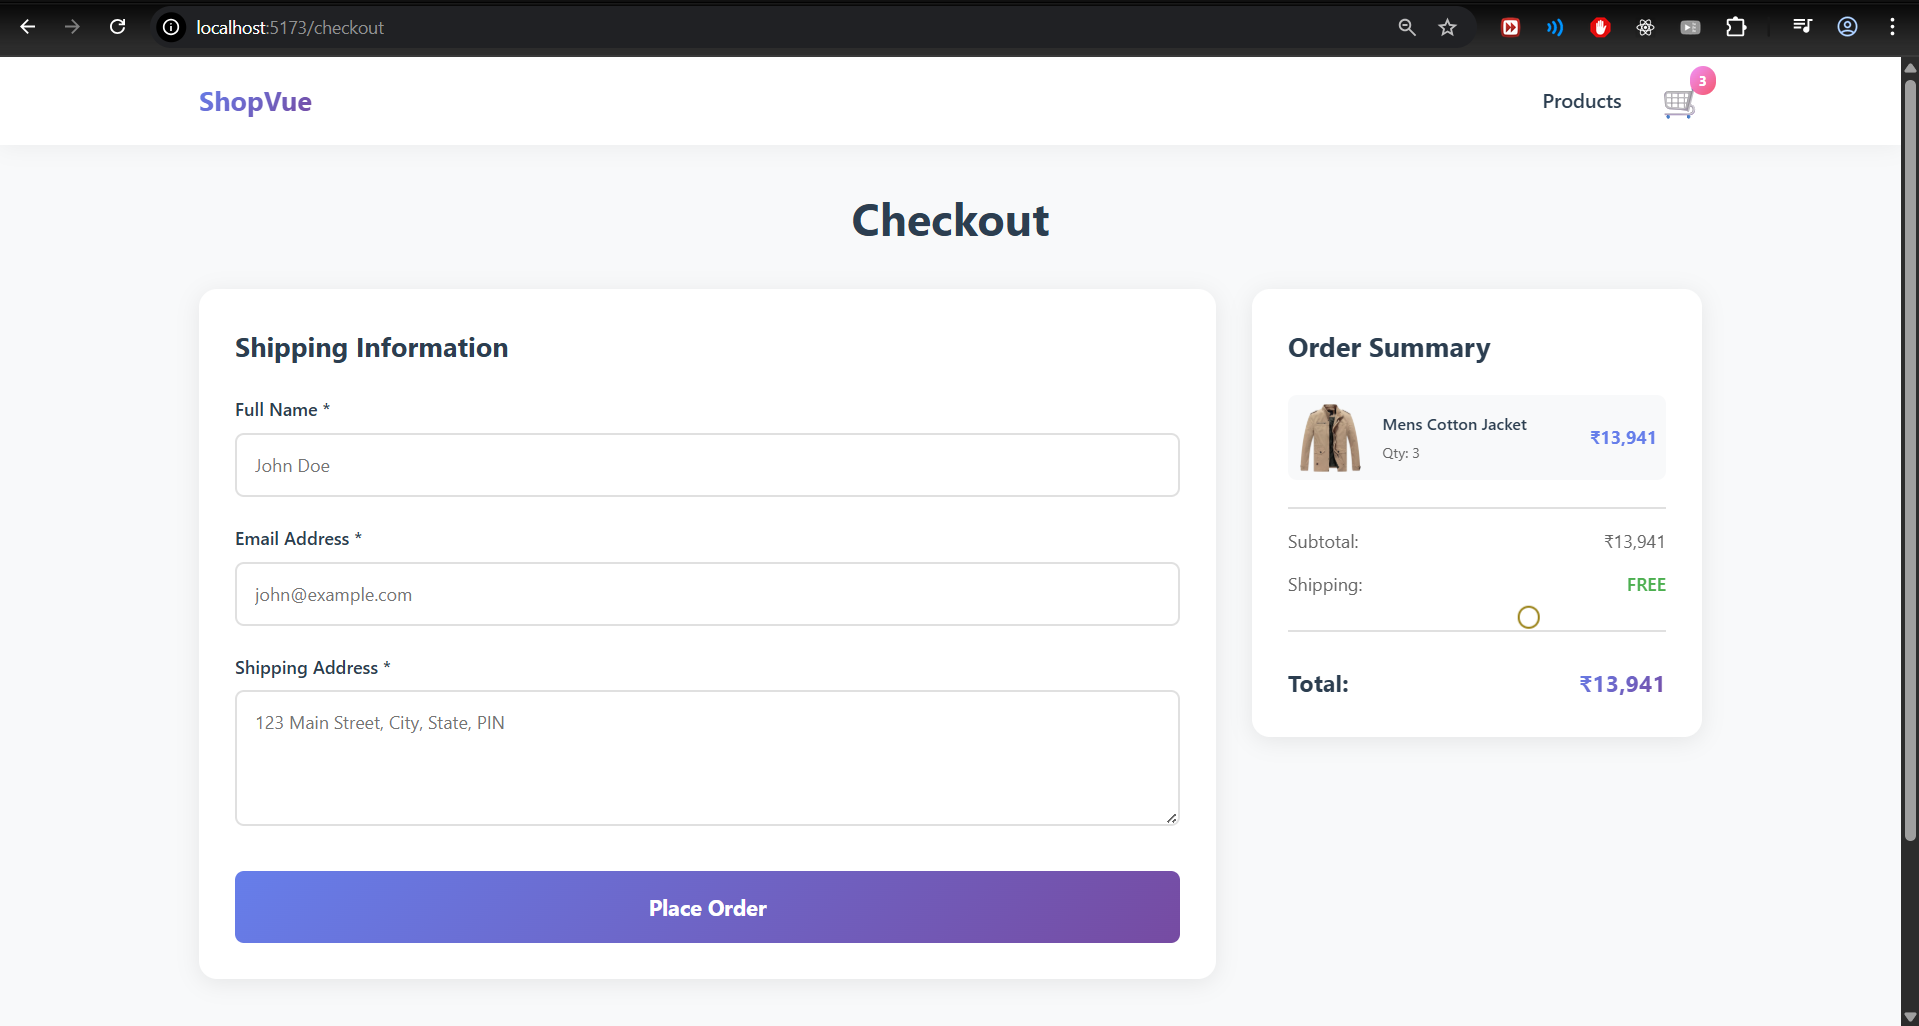 localhost:5173/checkout
ShopVue
Products
3
Checkout
Shipping Information
Full Name *
John Doe
Email Address *
john@example.com
Shipping Address *
123 Main Street, City, State, PIN
Place Order
Order Summary
Mens Cotton Jacket
Qty: 3
₹13,941
Subtotal: ₹13,941
Shipping: FREE
Total: ₹13,941